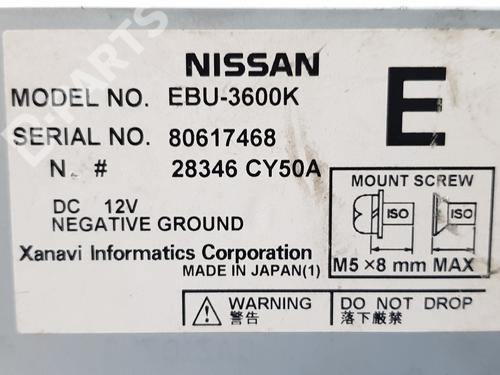 NISSAN
E
MODEL NO. EBU-3600K
SERIAL NO. 80617468
N. # 28346 CY50A
MOUNT SCREW
ISO ISO
M5 ×8 mm MAX
DC 12V
NEGATIVE GROUND
Xanavi Informatics Corporation
MADE IN JAPAN(1)
WARNING
警告
DO NOT DROP
落下厳禁
B-PARTS